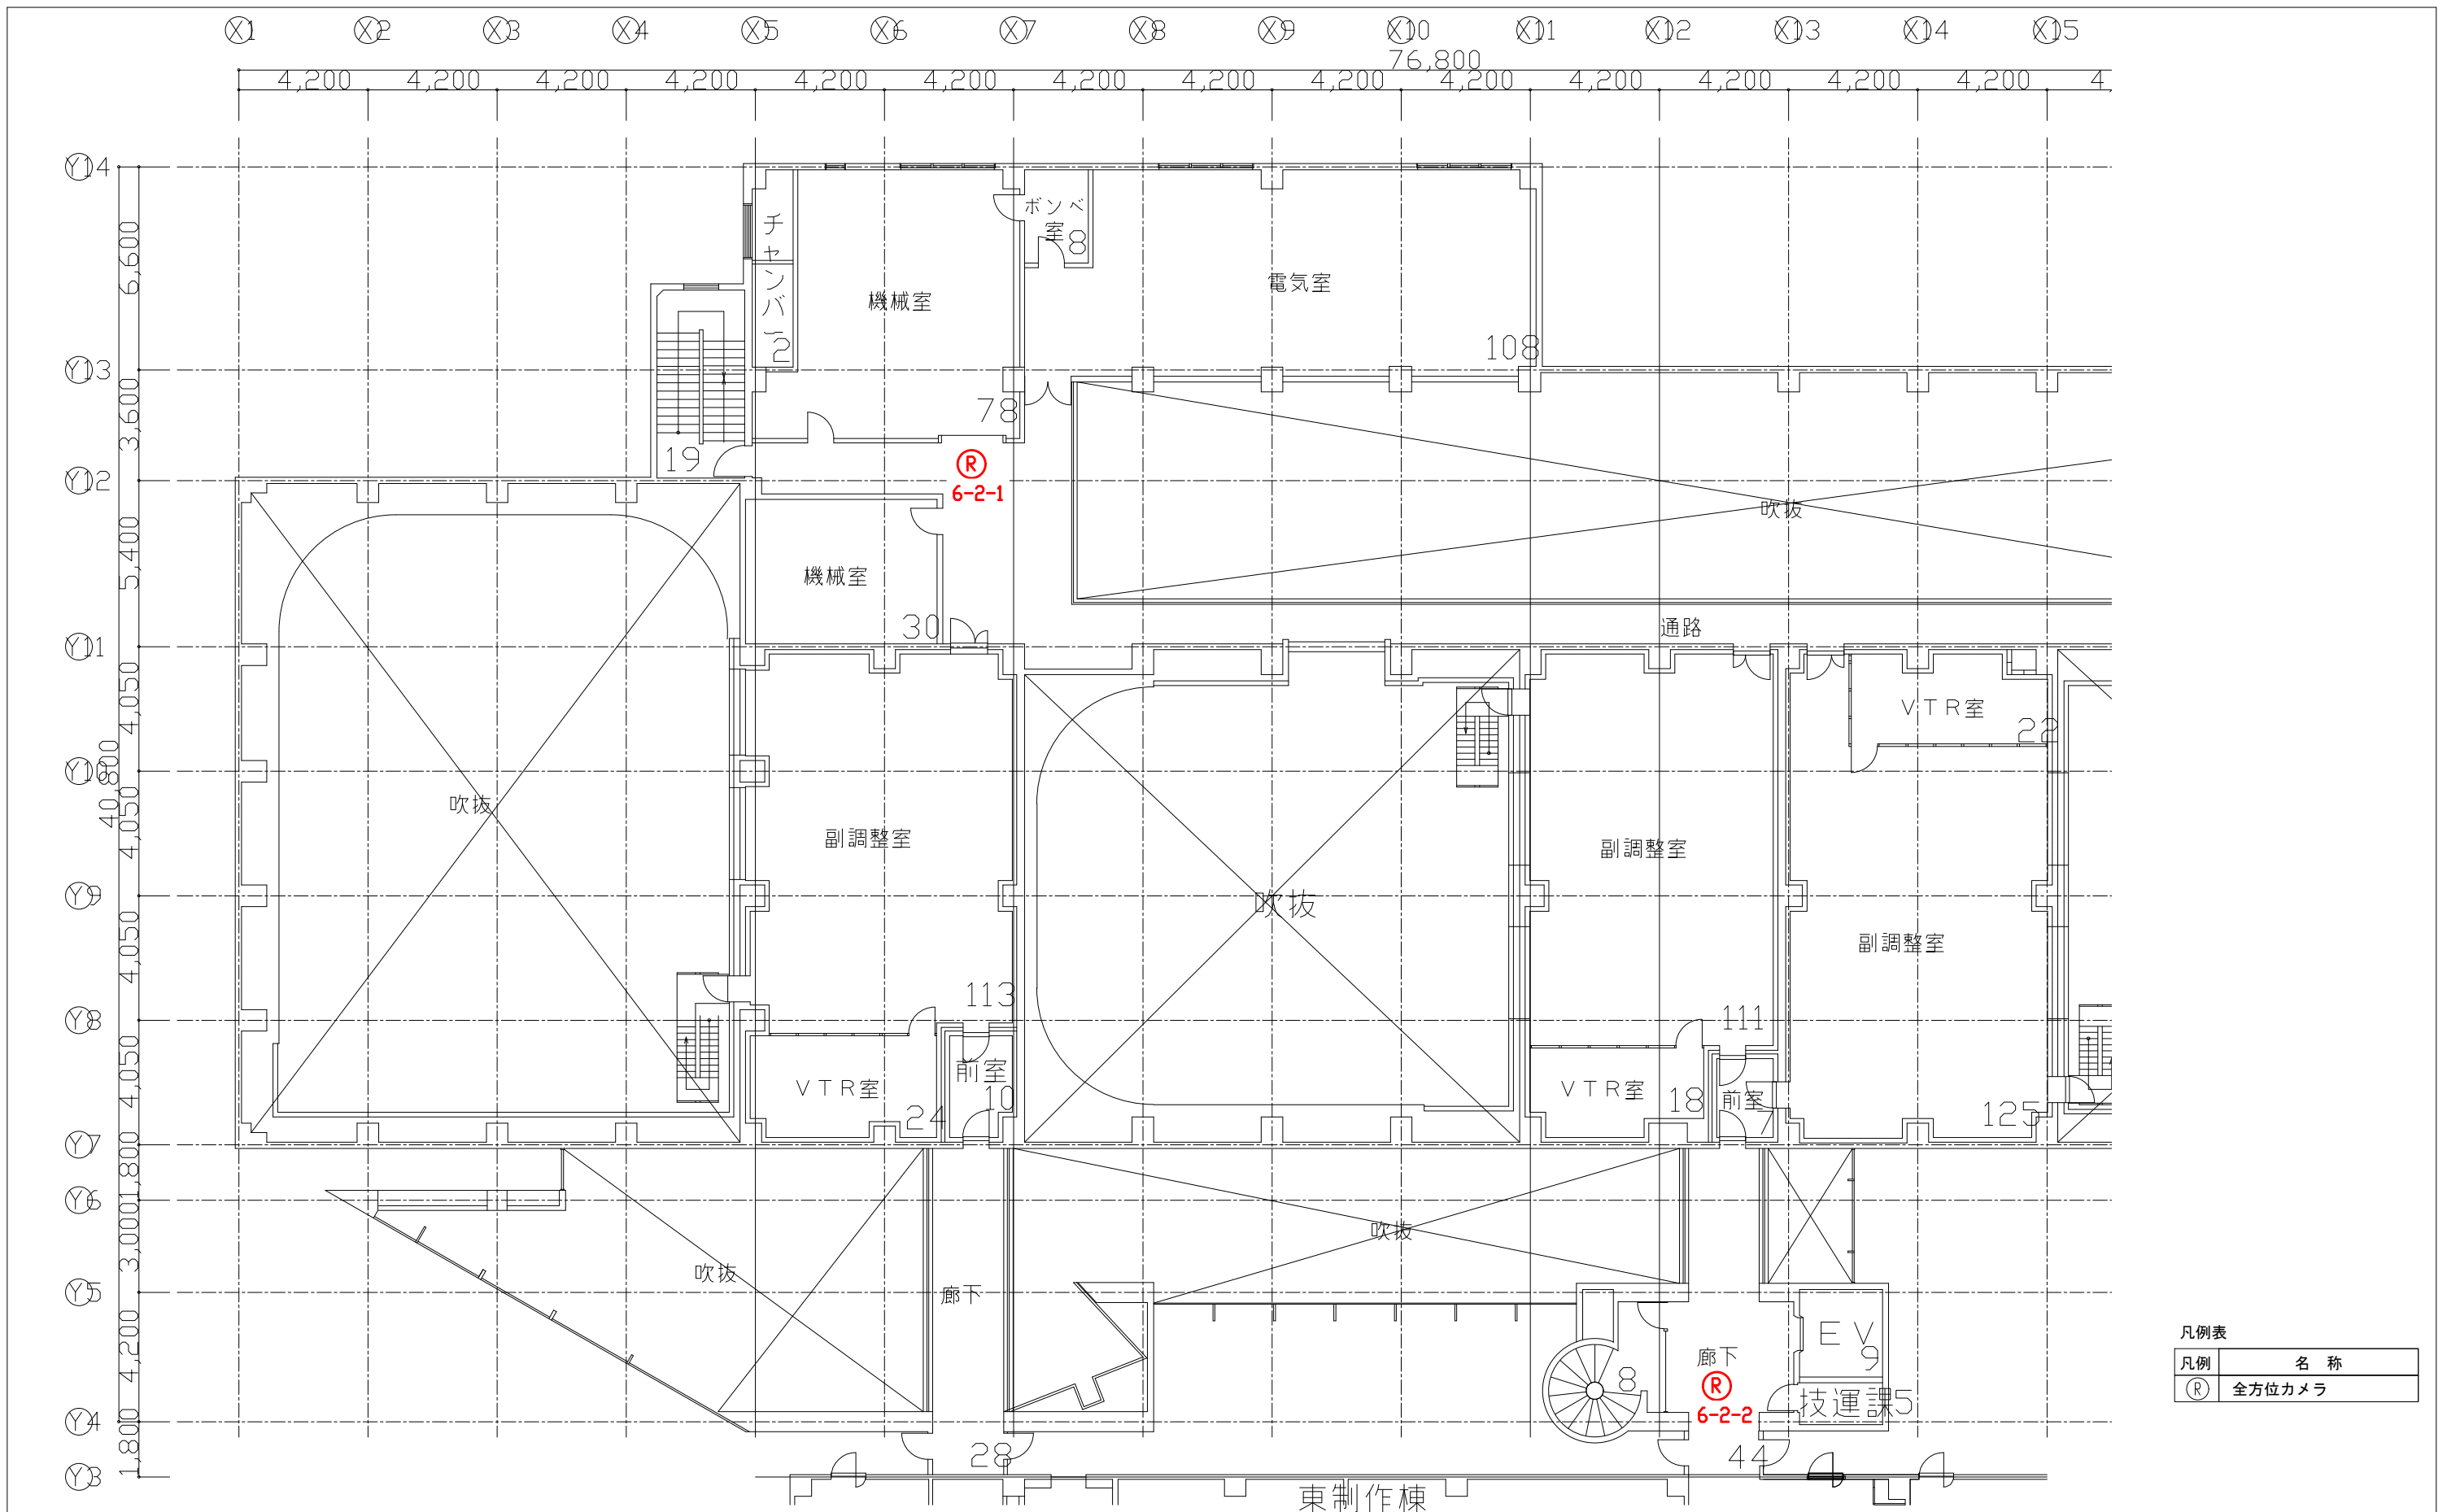 X1 X2 X3 X4 X5 X6 X7 X8 X9 X10 X11 X12 X13 X14 X15
76,800
4,200 4,200 4,200 4,200 4,200 4,200 4,200 4,200 4,200 4,200 4,200 4,200 4,200 4,200 4,
Y14
6,600
Y13
3,600
Y12
5,400
Y11
4,050
Y10
40,800
4,050
Y9
4,050
Y8
4,050
Y7
1,800
Y6
3,000
Y5
4,200
Y4
1,800
Y3
チャンバー
2
機械室
78
ボンベ
室
8
電気室
108
19
R
6-2-1
吹抜
機械室
30
通路
吹抜
副調整室
113
吹抜
副調整室
111
VTR室
22
副調整室
125
VTR室
24
前室
10
VTR室
18
前室
7
吹抜
廊下
28
吹抜
8
廊下
R
6-2-2
EV
9
技運課5
44
東制作棟
凡例表
凡例 名 称
R 全方位カメラ